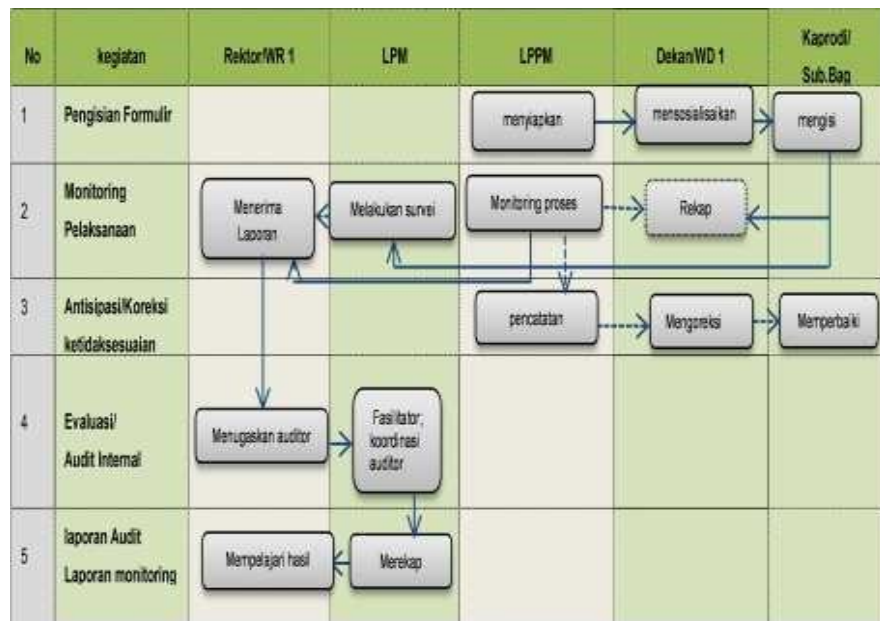 No
kegiatan
Rektor/WR 1
LPM
LPPM
Dekan/WD 1
Kaprodi/
Sub.Bag
1
Pengisian Formulir
menyiapkan
mensosialisaikan
mengisi
2
Monitoring
Pelaksanaan
Menerima
Laporan
Melakukan survei
Monitoring proses
Rekap
3
Antisipasi/Koreksi
ketidaksesuaian
pencatatan
Mengoreksi
Memperbaiki
4
Evaluasi/
Audit Internal
Menugaskan auditor
Fasilitator;
koordinasi
auditor
5
laporan Audit
Laporan monitoring
Mempelajari hasil
Merekap